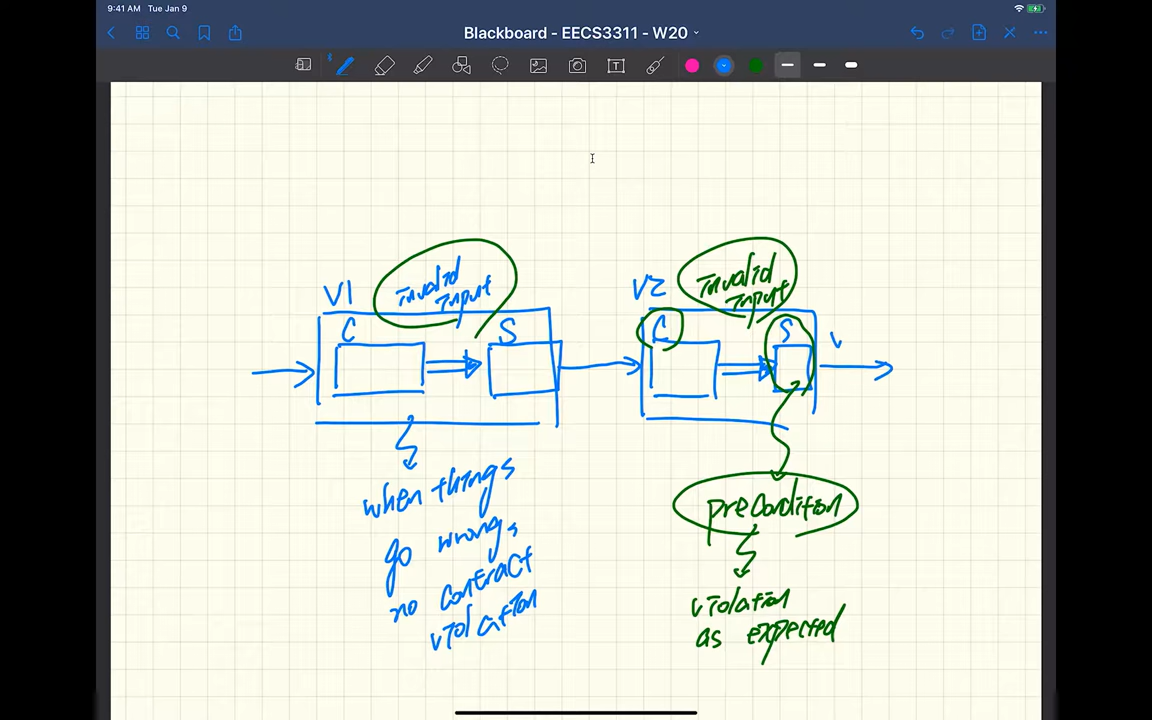 9:41 AM Tue Jan 9
Blackboard - EECS3311 - W20
V1
invalid
input
C
S
when things
go wrong,
no contract
violation
V2
invalid
input
C
S
precondition
violation
as expected